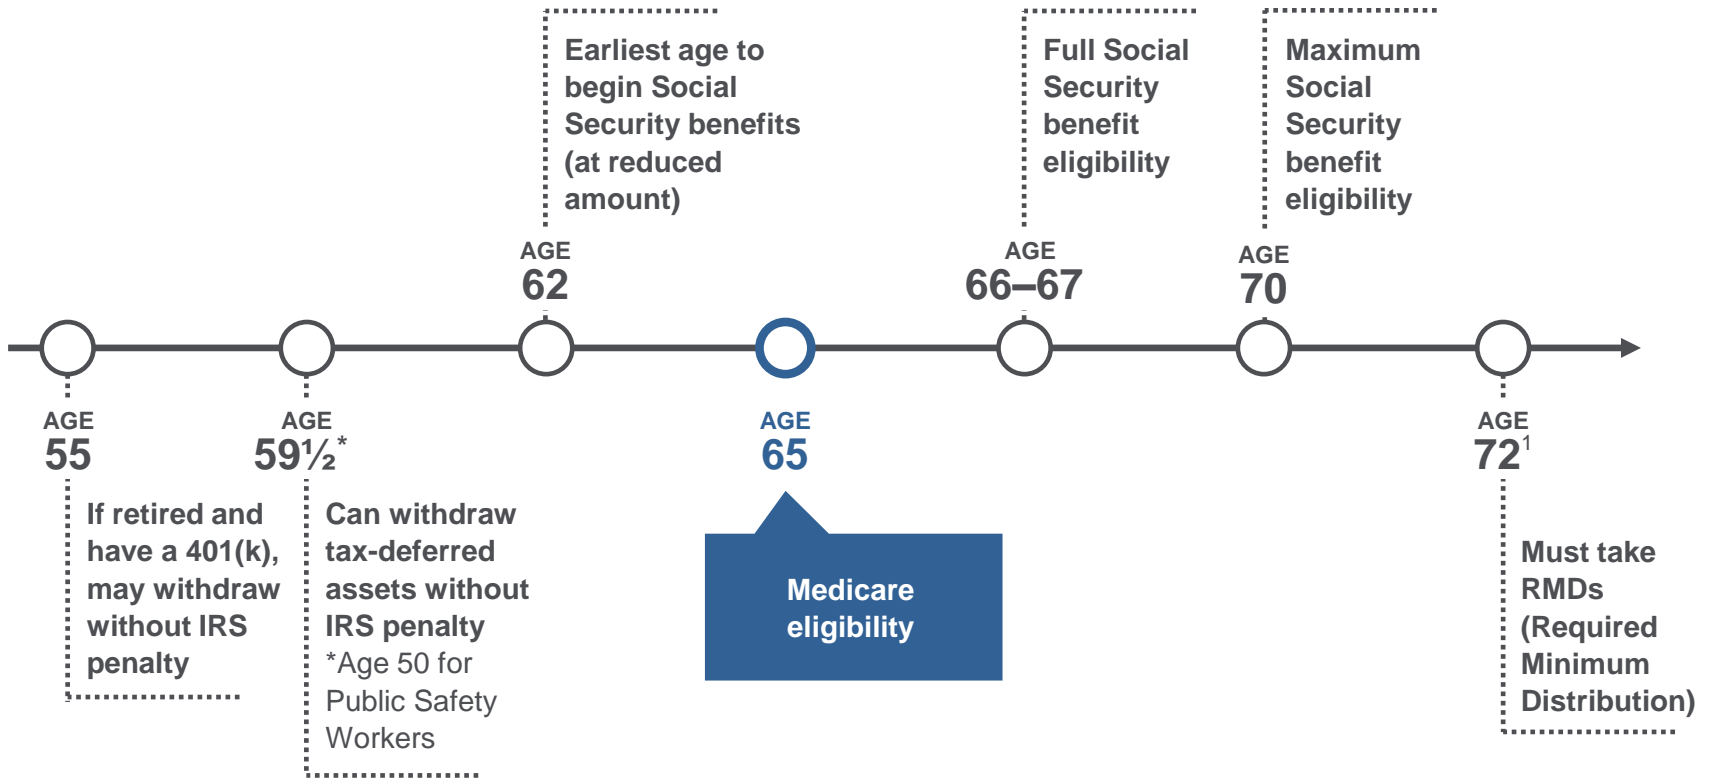 Earliest age to
begin Social
Security benefits
(at reduced
amount)
AGE
62
Full Social
Security
benefit
eligibility
AGE
66–67
Maximum
Social
Security
benefit
eligibility
AGE
70
AGE
55
If retired and
have a 401(k),
may withdraw
without IRS
penalty
AGE
59½*
Can withdraw
tax-deferred
assets without
IRS penalty
*Age 50 for
Public Safety
Workers
AGE
65
Medicare
eligibility
AGE
72¹
Must take
RMDs
(Required
Minimum
Distribution)